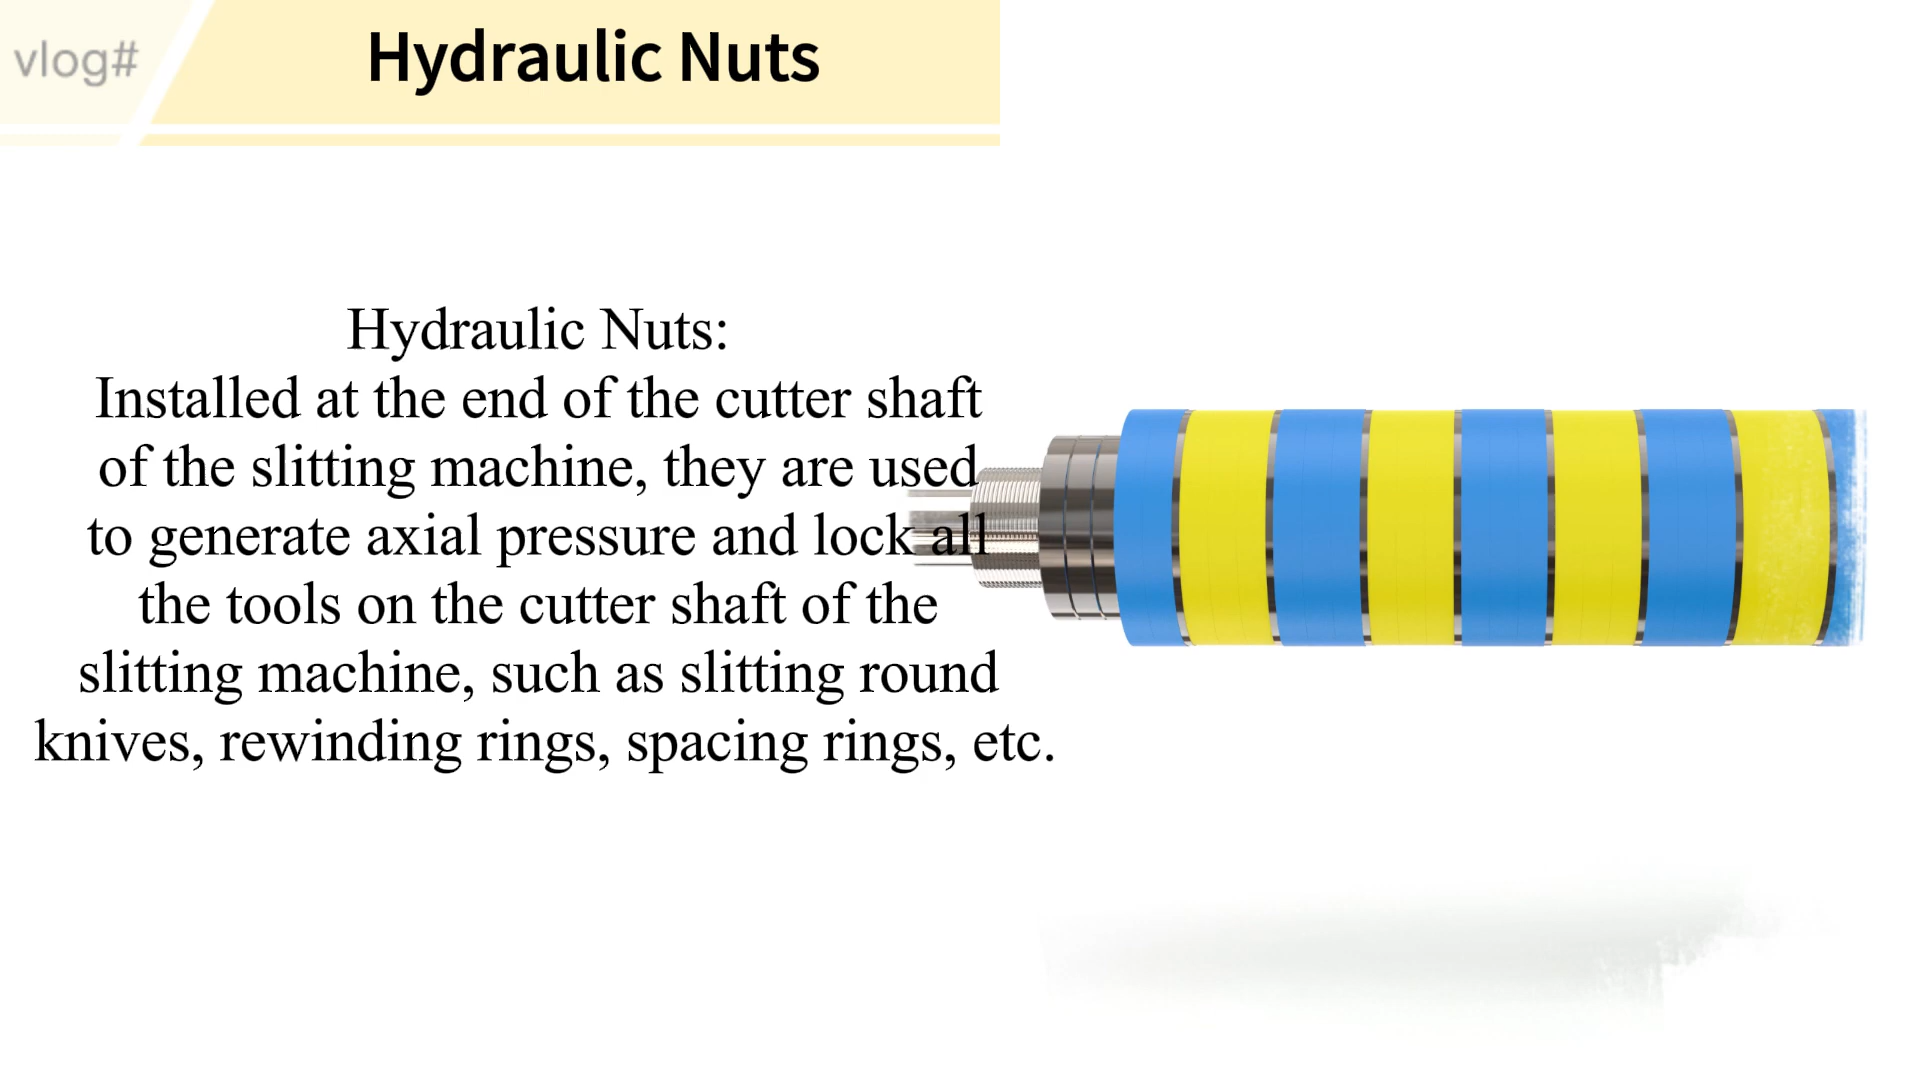 vlog#
Hydraulic Nuts
Hydraulic Nuts:
Installed at the end of the cutter shaft
of the slitting machine, they are used
to generate axial pressure and lock all
the tools on the cutter shaft of the
slitting machine, such as slitting round
knives, rewinding rings, spacing rings, etc.